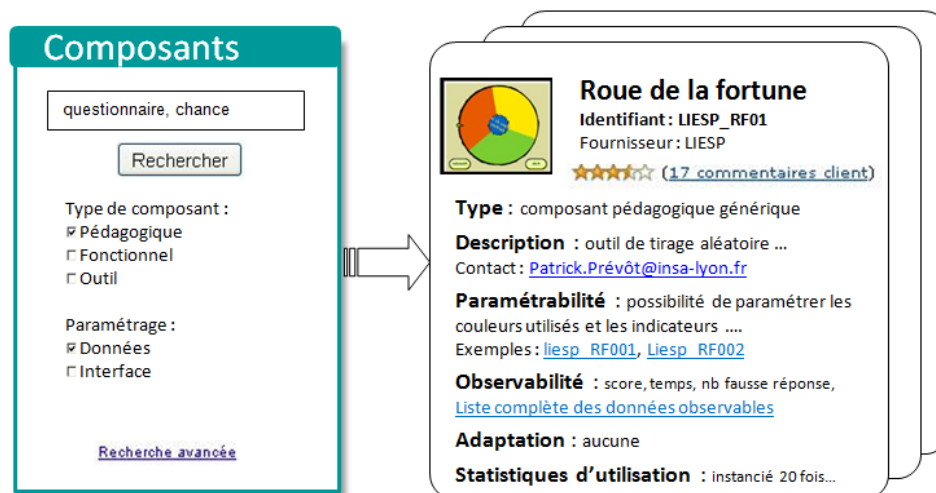 Composants
questionnaire, chance
Rechercher
Type de composant :
Pédagogique
Fonctionnel
Outil
Paramétrage :
Données
Interface
Recherche avancée
Roue de la fortune
Identifiant : LIESP_RF01
Fournisseur : LIESP
(17 commentaires client)
Type : composant pédagogique générique
Description : outil de tirage aléatoire ...
Contact : Patrick.Prévôt@insa-lyon.fr
Paramétrabilité : possibilité de paramétrer les
couleurs utilisés et les indicateurs ....
Exemples : liesp_RF001, Liesp_RF002
Observabilité : score, temps, nb fausse réponse,
Liste complète des données observables
Adaptation : aucune
Statistiques d’utilisation : instancié 20 fois...